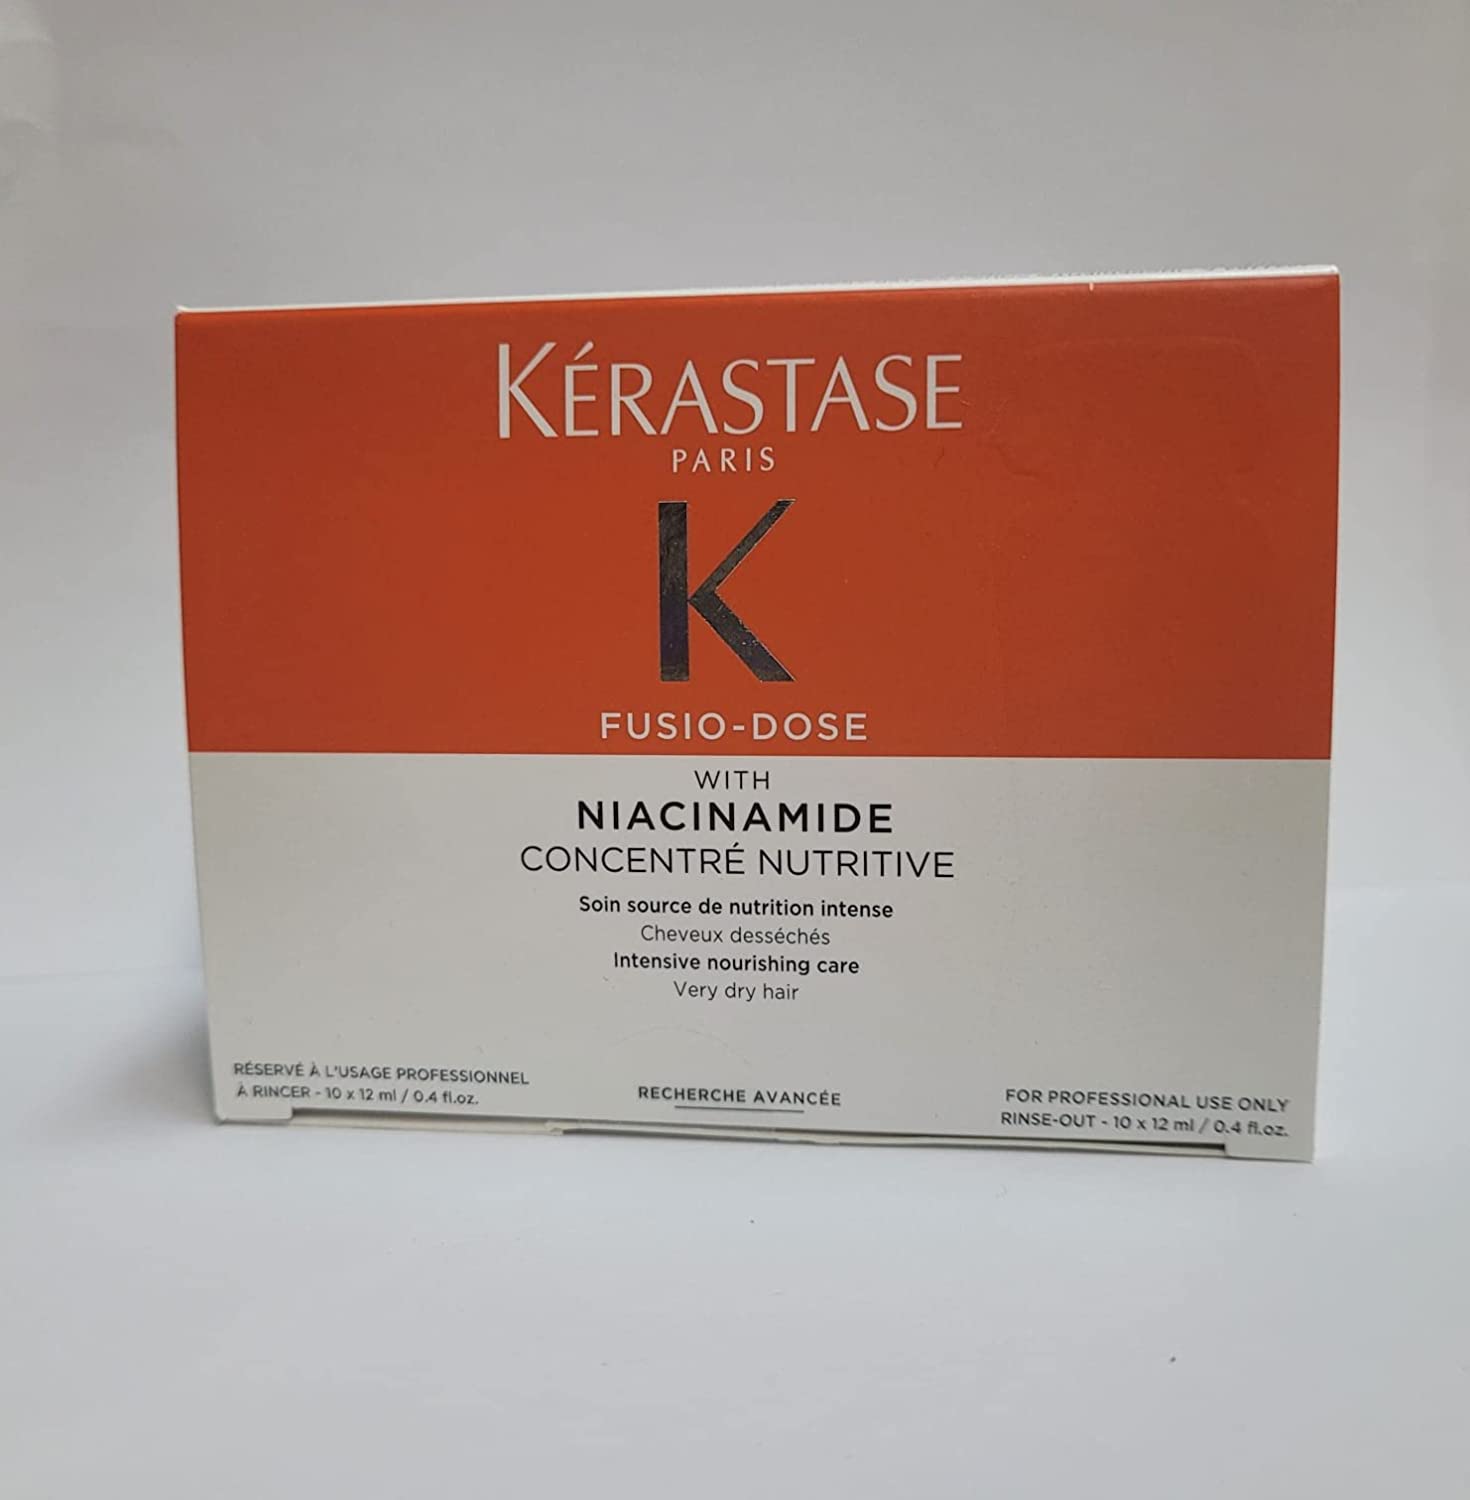 KÉRASTASE
PARIS
K
FUSIO-DOSE
WITH
NIACINAMIDE
CONCENTRÉ NUTRITIVE
Soin source de nutrition intense
Cheveux desséchés
Intensive nourishing care
Very dry hair
RÉSERVÉ À L'USAGE PROFESSIONNEL
À RINCER - 10 x 12 ml / 0.4 fl.oz.
RECHERCHE AVANCÉE
FOR PROFESSIONAL USE ONLY
RINSE-OUT - 10 x 12 ml / 0.4 fl.oz.